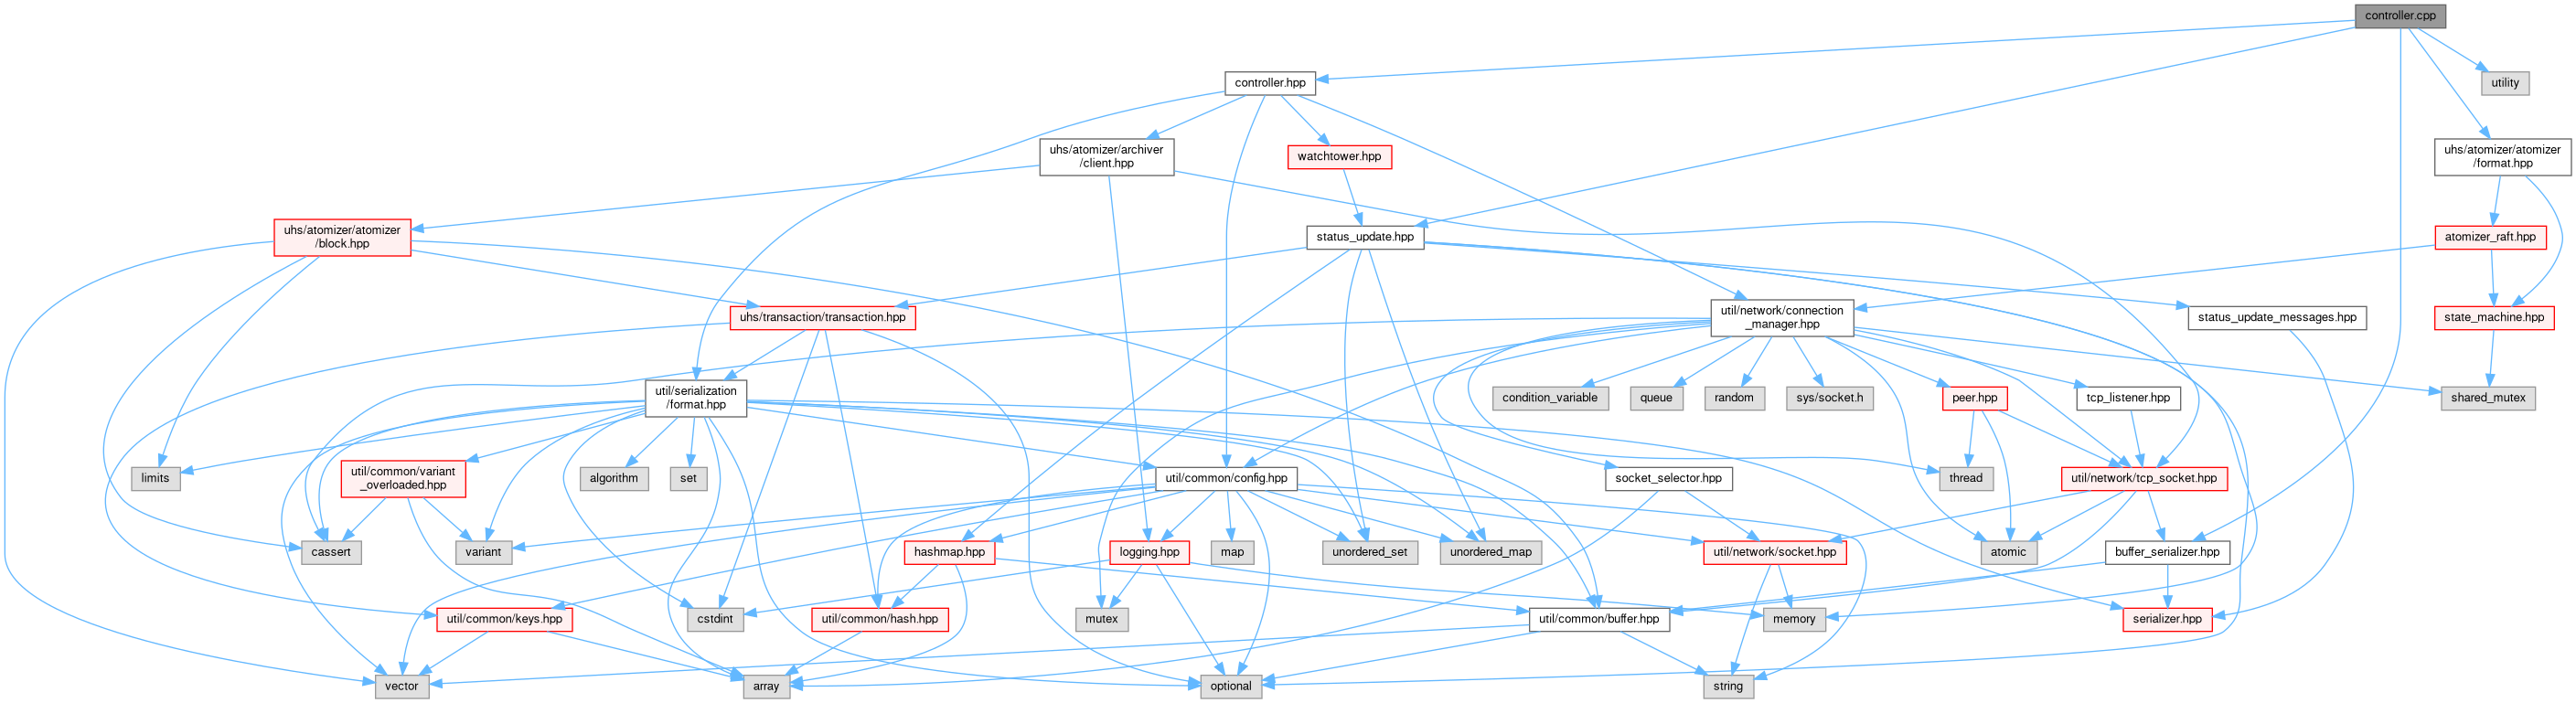 controller.cpp
controller.hpp
utility
uhs/atomizer/archiver
/client.hpp
watchtower.hpp
uhs/atomizer/atomizer
/format.hpp
uhs/atomizer/atomizer
/block.hpp
status_update.hpp
atomizer_raft.hpp
uhs/transaction/transaction.hpp
util/network/connection
_manager.hpp
status_update_messages.hpp
state_machine.hpp
util/serialization
/format.hpp
condition_variable
queue
random
sys/socket.h
peer.hpp
tcp_listener.hpp
shared_mutex
limits
util/common/variant
_overloaded.hpp
algorithm
set
util/common/config.hpp
socket_selector.hpp
thread
util/network/tcp_socket.hpp
cassert
variant
hashmap.hpp
logging.hpp
map
unordered_set
unordered_map
util/network/socket.hpp
atomic
buffer_serializer.hpp
util/common/keys.hpp
cstdint
util/common/hash.hpp
mutex
util/common/buffer.hpp
memory
serializer.hpp
vector
array
optional
string